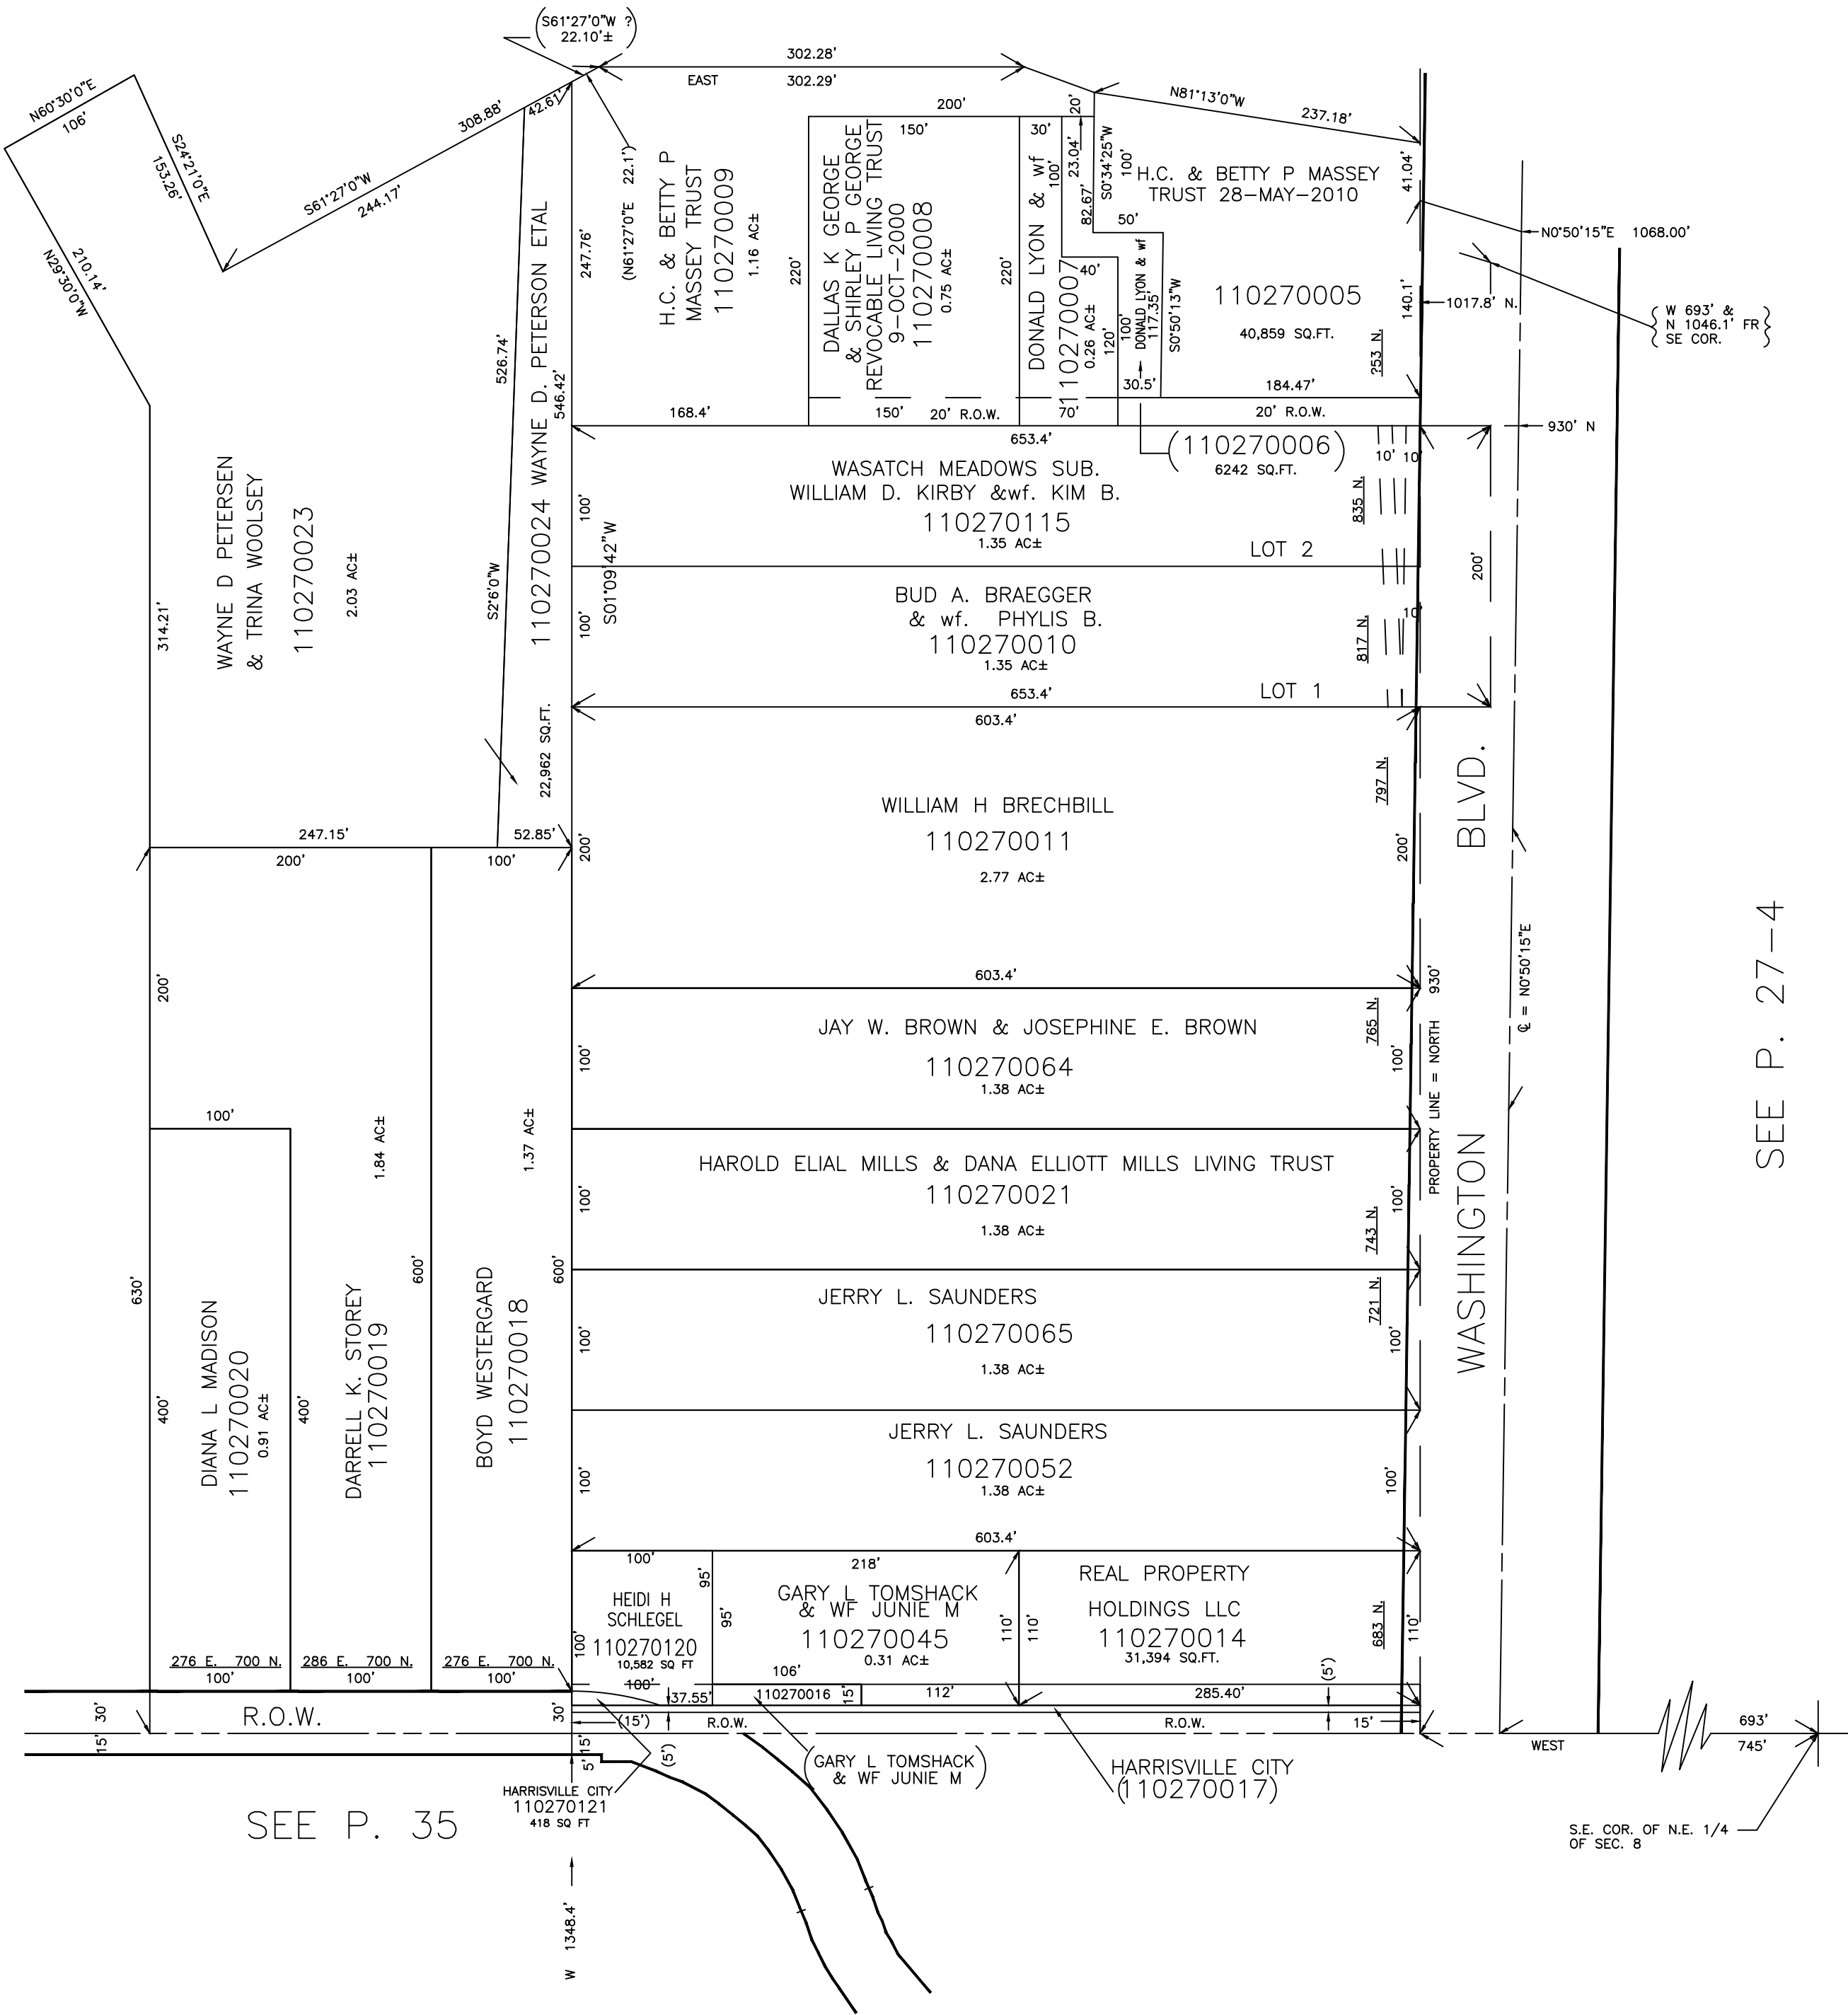 (S61°27'0"W ?
22.10'±)
302.28'
EAST 302.29'
N60°30'0"E
106'
S24°21'0"E
153.26'
308.88'
42.61'
S61°27'0"W
244.17'
N29°30'0"W
210.14'
N81°13'0"W
237.18'
200'
20'
150'
30'
23.04'
100'
S0°34'25"W
100'
82.67'
50'
41.04'
H.C. & BETTY P MASSEY
TRUST 28-MAY-2010
110270005
40,859 SQ.FT.
140.1'
?53 N.
184.47'
N0°50'15"E 1068.00'
1017.8' N.
W 693' &
N 1046.1' FR
SE COR.
930' N
247.76'
(N61°27'0"E 22.1')
H.C. & BETTY P
MASSEY TRUST
110270009
1.16 AC±
220'
DALLAS K GEORGE
& SHIRLEY P GEORGE
REVOCABLE LIVING TRUST
9-OCT-2000
110270008
0.75 AC±
220'
DONALD LYON & wf
110270007
0.26 AC±
40'
120'
100'
DONALD LYON & wf
117.35'
S0°50'13"W
30.5'
168.4'
150'
20' R.O.W.
70'
20' R.O.W.
653.4'
(110270006)
6242 SQ.FT.
10'
10'
WASATCH MEADOWS SUB.
WILLIAM D. KIRBY &wf. KIM B.
110270115
1.35 AC±
LOT 2
835 N.
100'
S01°09'42"W
200'
BUD A. BRAEGGER
& wf. PHYLIS B.
110270010
1.35 AC±
LOT 1
817 N.
10'
100'
653.4'
603.4'
WAYNE D PETERSEN
& TRINA WOOLSEY
110270023
2.03 AC±
314.21'
526.74'
S2°6'0"W
110270024 WAYNE D. PETERSON ETAL
546.42'
22,962 SQ.FT.
247.15'
52.85'
200'
100'
WILLIAM H BRECHBILL
110270011
2.77 AC±
200'
797 N.
200'
BLVD.
603.4'
930'
200'
JAY W. BROWN & JOSEPHINE E. BROWN
110270064
1.38 AC±
100'
765 N.
100'
PROPERTY LINE = NORTH
℄ = N0°50'15"E
SEE P. 27-4
HAROLD ELIAL MILLS & DANA ELLIOTT MILLS LIVING TRUST
110270021
1.38 AC±
100'
743 N.
100'
WASHINGTON
JERRY L. SAUNDERS
110270065
1.38 AC±
100'
721 N.
100'
JERRY L. SAUNDERS
110270052
1.38 AC±
100'
100'
603.4'
100'
630'
400'
DIANA L MADISON
110270020
0.91 AC±
400'
DARRELL K. STOREY
110270019
1.84 AC±
600'
BOYD WESTERGARD
110270018
1.37 AC±
600'
276 E. 700 N.
100'
286 E. 700 N.
100'
276 E. 700 N.
100'
100'
HEIDI H
SCHLEGEL
110270120
10,582 SQ FT
100'
100'
95'
95'
218'
GARY L TOMSHACK
& WF JUNIE M
110270045
0.31 AC±
110'
106'
110'
REAL PROPERTY
HOLDINGS LLC
110270014
31,394 SQ.FT.
683 N.
110'
(5')
37.55'
110270016
15'
112'
285.40'
30'
R.O.W.
30'
(15')
R.O.W.
R.O.W.
15'
15'
15'
5'
(5')
WEST
693'
745'
HARRISVILLE CITY
110270121
418 SQ FT
(GARY L TOMSHACK
& WF JUNIE M)
HARRISVILLE CITY
(110270017)
SEE P. 35
S.E. COR. OF N.E. 1/4
OF SEC. 8
W 1348.4'